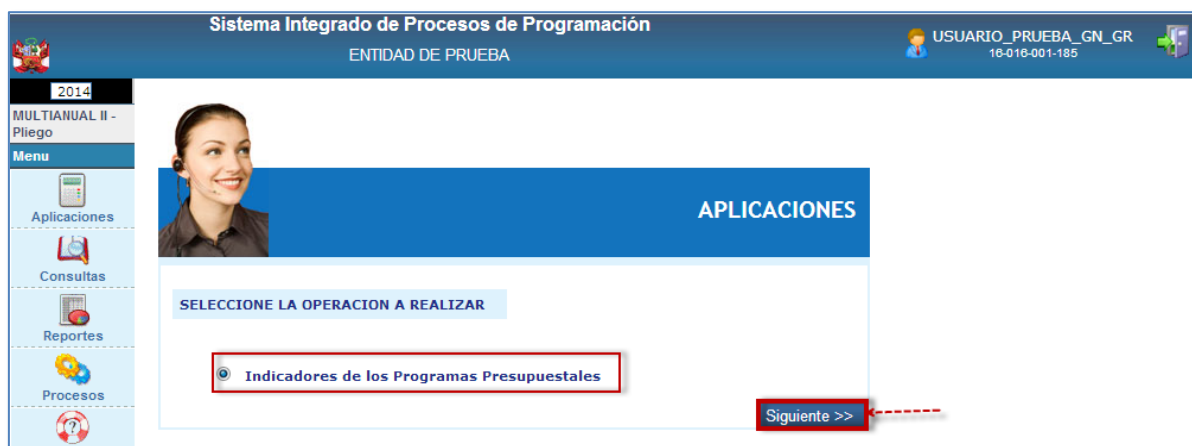 Sistema Integrado de Procesos de Programación
ENTIDAD DE PRUEBA
USUARIO_PRUEBA_GN_GR
16-016-001-185
2014
MULTIANUAL II -
Pliego
Menu
Aplicaciones
Consultas
Reportes
Procesos
APLICACIONES
SELECCIONE LA OPERACION A REALIZAR
Indicadores de los Programas Presupuestales
Siguiente >>